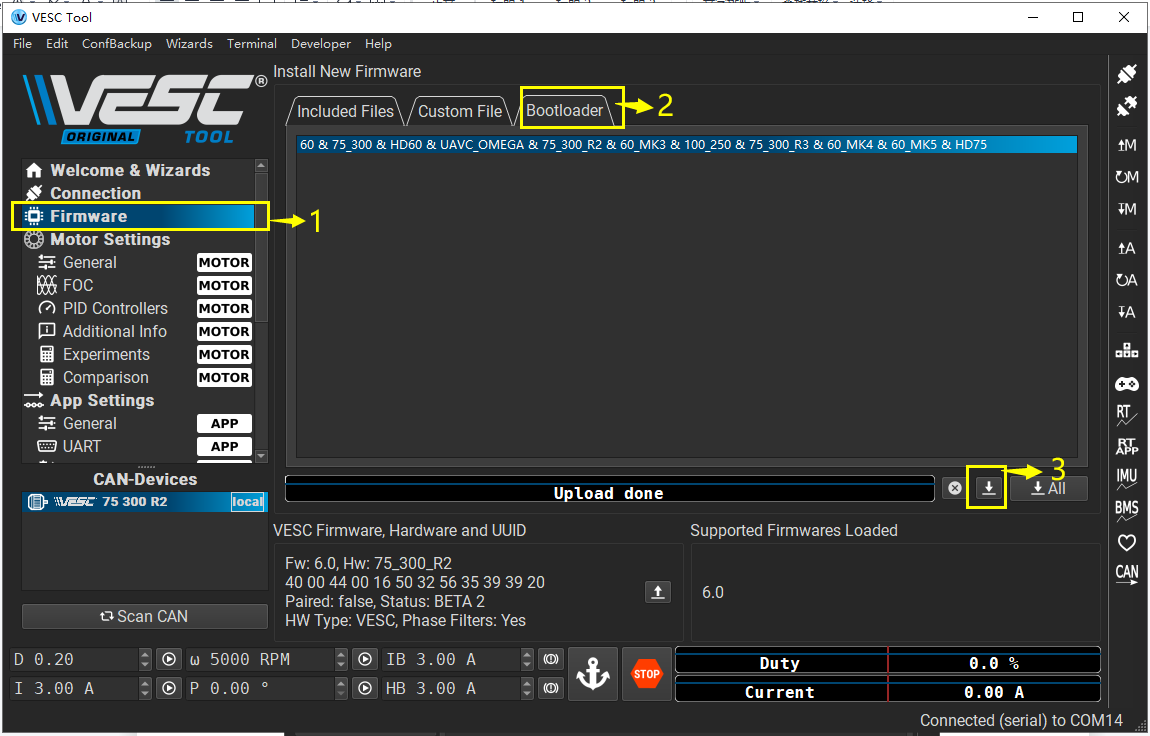 VESC Tool
File Edit ConfBackup Wizards Terminal Developer Help
VESC®
ORIGINAL TOOL
Welcome & Wizards
Connection
Firmware
1
Motor Settings
General MOTOR
FOC MOTOR
PID Controllers MOTOR
Additional Info MOTOR
Experiments MOTOR
Comparison MOTOR
App Settings
General APP
UART APP
CAN-Devices
VESC 75 300 R2 local
Scan CAN
Install New Firmware
Included Files Custom File Bootloader 2
60 & 75_300 & HD60 & UAVC_OMEGA & 75_300_R2 & 60_MK3 & 100_250 & 75_300_R3 & 60_MK4 & 60_MK5 & HD75
3
Upload done
All
VESC Firmware, Hardware and UUID
Fw: 6.0, Hw: 75_300_R2
40 00 44 00 16 50 32 56 35 39 39 20
Paired: false, Status: BETA 2
HW Type: VESC, Phase Filters: Yes
Supported Firmwares Loaded
6.0
M
M
M
A
A
A
RT
RT
APP
IMU
BMS
CAN
D 0.20 ω 5000 RPM IB 3.00 A
I 3.00 A P 0.00 ° HB 3.00 A
STOP
Duty 0.0 %
Current 0.00 A
Connected (serial) to COM14